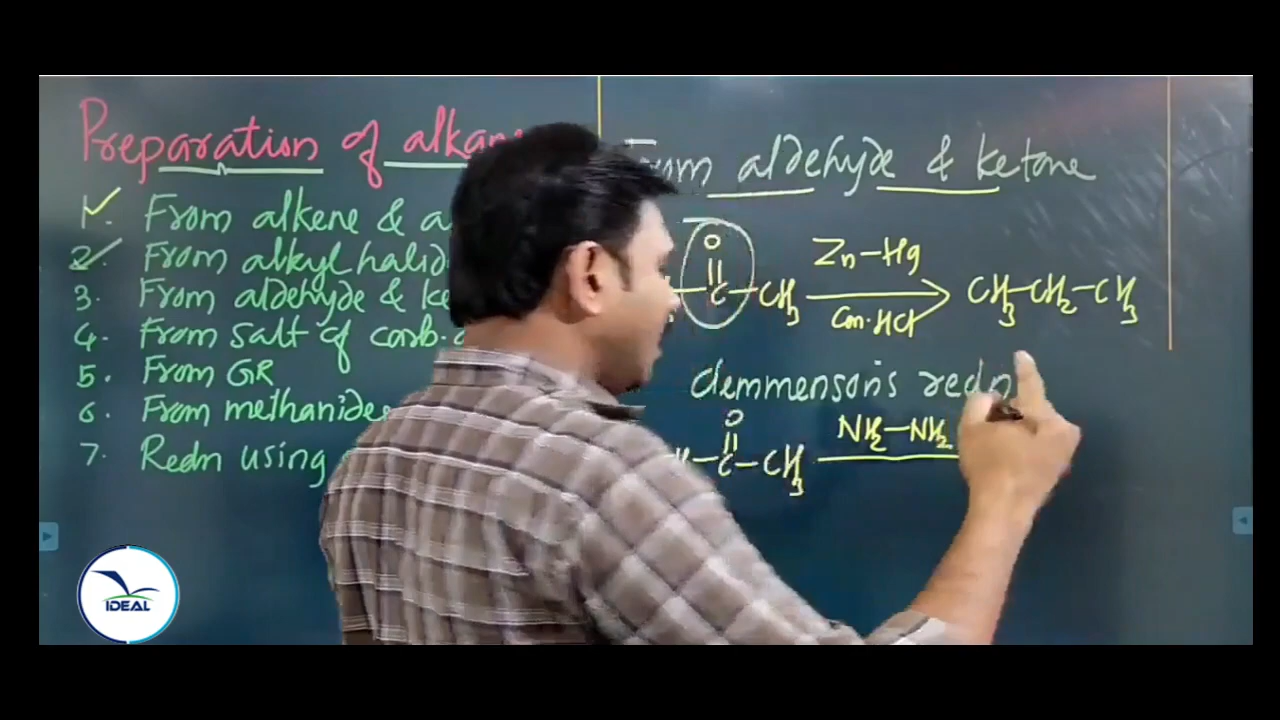 Preparation of alkane
1. From alkene & a
2. From alkyl halid
3. From aldehyde & ke
4. From salt of carb.
5. From GR
6. From methanides
7. Redn using
From aldehyde & ketone
O
||
C-CH3 Zn-Hg Con.HCl CH3-CH2-CH3
clemmenson's redn
O
||
C-CH3 NH2-NH2
IDEAL